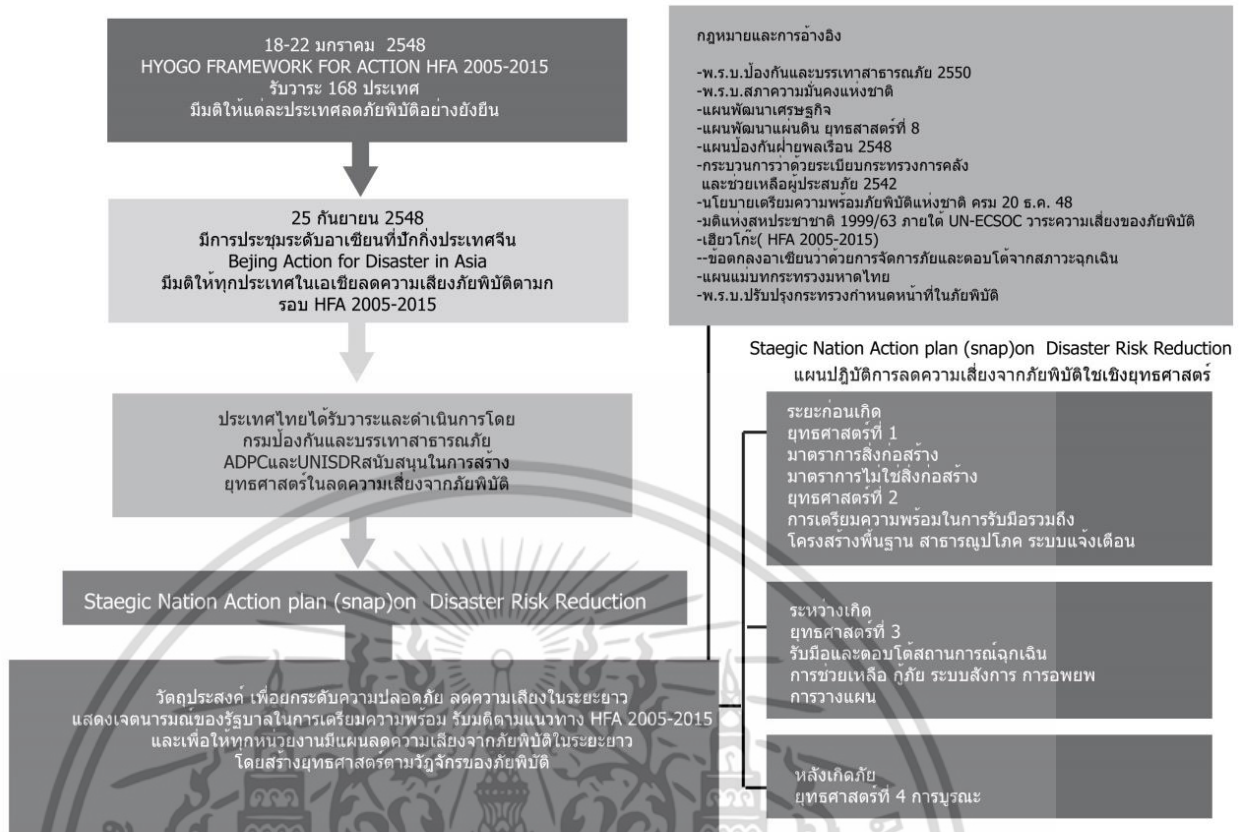 18-22 มกราคม 2548
HYOGO FRAMEWORK FOR ACTION HFA 2005-2015
รับวาระ 168 ประเทศ
มีมติให้แต่ละประเทศลดภัยพิบัติอย่างยั่งยืน
25 กันยายน 2548
มีการประชุมระดับอาเซียนที่ปักกิ่งประเทศจีน
Bejing Action for Disaster in Asia
มีมติให้ทุกประเทศในเอเชียลดความเสี่ยงภัยพิบัติตามก
รอบ HFA 2005-2015
ประเทศไทยได้รับวาระและดำเนินการโดย
กรมป้องกันและบรรเทาสาธารณภัย
ADPCและUNISDRสนับสนุนในการสร้าง
ยุทธศาสตร์ในลดความเสี่ยงจากภัยพิบัติ
Staegic Nation Action plan (snap)on Disaster Risk Reduction
วัตถุประสงค์ เพื่อยกระดับความปลอดภัย ลดความเสี่ยงในระยะยาว
แสดงเจตนารมณ์ของรัฐบาลในการเตรียมความพร้อม รับมติตามแนวทาง HFA 2005-2015
และเพื่อให้ทุกหน่วยงานมีแผนลดความเสี่ยงจากภัยพิบัติในระยะยาว
โดยสร้างยุทธศาสตร์ตามวัฎจักรของภัยพิบัติ
กฎหมายและการอ้างอิง
-พ.ร.บ.ป้องกันและบรรเทาสาธารณภัย 2550
-พ.ร.บ.สภาความมั่นคงแห่งชาติ
-แผนพัฒนาเศรษฐกิจ
-แผนพัฒนาแผ่นดิน ยุทธสาสตร์ที่ 8
-แผนป้องกันฝ่ายพลเรือน 2548
-กระบวนการว่าด้วยระเบียบกระทรวงการคลัง
และช่วยเหลือผู้ประสบภัย 2542
-นโยบายเตรียมความพร้อมภัยพิบัติแห่งชาติ ครม 20 ธ.ค. 48
-มติแห่งสหประชาชาติ 1999/63 ภายใต้ UN-ECSOC วาระความเสี่ยงของภัยพิบัติ
-เฮียวโกะ( HFA 2005-2015)
--ข้อตกลงอาเซียนว่าด้วยการจัดการภัยและตอบโต้จากสภาวะฉุกเฉิน
-แผนแม่บทกระทรวงมหาดไทย
-พ.ร.บ.ปรับปรุงกระทรวงกำหนดหน้าที่ในภัยพิบัติ
Staegic Nation Action plan (snap)on Disaster Risk Reduction
แผนปฎิบัติการลดความเสี่ยงจากภัยพิบัติใชเชิงยุทธศาสตร์
ระยะก่อนเกิด
ยุทธศาสตร์ที่ 1
มาตราการสิ่งก่อสร้าง
มาตราการไม่ใช่สิ่งก่อสร้าง
ยุทธศาสตร์ที่ 2
การเตรียมความพร้อมในการรับมือรวมถึง
โครงสร้างพื้นฐาน สาธารณูปโภค ระบบแจ้งเตือน
ระหว่างเกิด
ยุทธศาสตร์ที่ 3
รับมือและตอบโต้สถานการณ์ฉุกเฉิน
การช่วยเหลือ กู้ภัย ระบบสั่งการ การอพยพ
การวางแผน
หลังเกิดภัย
ยุทธศาสตร์ที่ 4 การบูรณะ